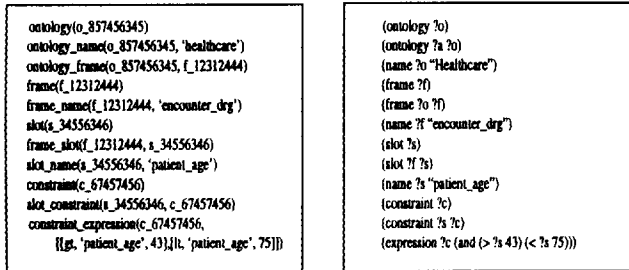 ontology(o_857456345)
ontology_name(o_857456345, 'healthcare')
ontology_frame(o_857456345, f_12312444)
frame(f_12312444)
frame_name(f_12312444, 'encounter_drg')
slot(s_34556346)
frame_slot(f_12312444, s_34556346)
slot_name(s_34556346, 'patient_age')
constraint(c_67457456)
slot_constraint(s_34556346, c_67457456)
constraint_expression(c_67457456,
[[gt, 'patient_age', 43],[lt, 'patient_age', 75]])
(ontology ?o)
(ontology ?a ?o)
(name ?o "Healthcare")
(frame ?f)
(frame ?o ?f)
(name ?f "encounter_drg")
(slot ?s)
(slot ?f ?s)
(name ?s "patient_age")
(constraint ?c)
(constraint ?s ?c)
(expression ?c (and (> ?s 43) (< ?s 75)))